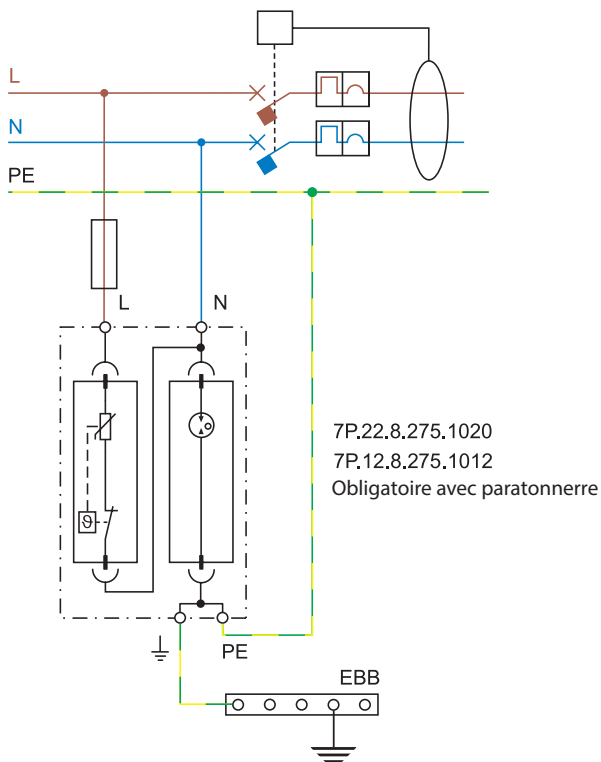 L
N
PE
L
N
7P.22.8.275.1020
7P.12.8.275.1012
Obligatoire avec paratonnerre
ϑ
PE
EBB